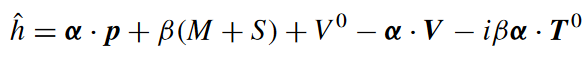 ĥ = α · p + β(M + S) + V⁰ − α · V − iβα · T⁰